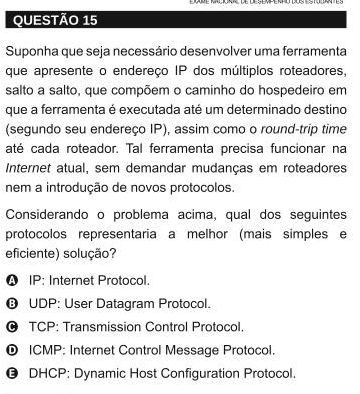 EXAME NACIONAL DE DESEMPENHO DOS ESTUDANTES
QUESTÃO 15
Suponha que seja necessário desenvolver uma ferramenta
que apresente o endereço IP dos múltiplos roteadores,
salto a salto, que compõem o caminho do hospedeiro em
que a ferramenta é executada até um determinado destino
(segundo seu endereço IP), assim como o round-trip time
até cada roteador. Tal ferramenta precisa funcionar na
Internet atual, sem demandar mudanças em roteadores
nem a introdução de novos protocolos.
Considerando o problema acima, qual dos seguintes
protocolos representaria a melhor (mais simples e
eficiente) solução?
A IP: Internet Protocol.
B UDP: User Datagram Protocol.
C TCP: Transmission Control Protocol.
D ICMP: Internet Control Message Protocol.
E DHCP: Dynamic Host Configuration Protocol.